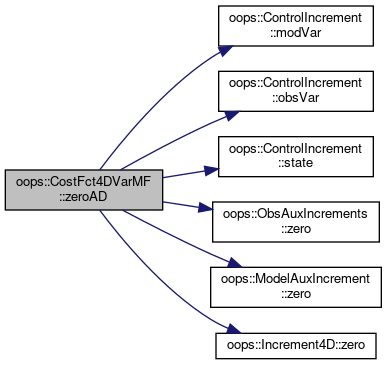 oops::ControlIncrement
::modVar
oops::ControlIncrement
::obsVar
oops::CostFct4DVarMF
::zeroAD
oops::ControlIncrement
::state
oops::ObsAuxIncrements
::zero
oops::ModelAuxIncrement
::zero
oops::Increment4D::zero